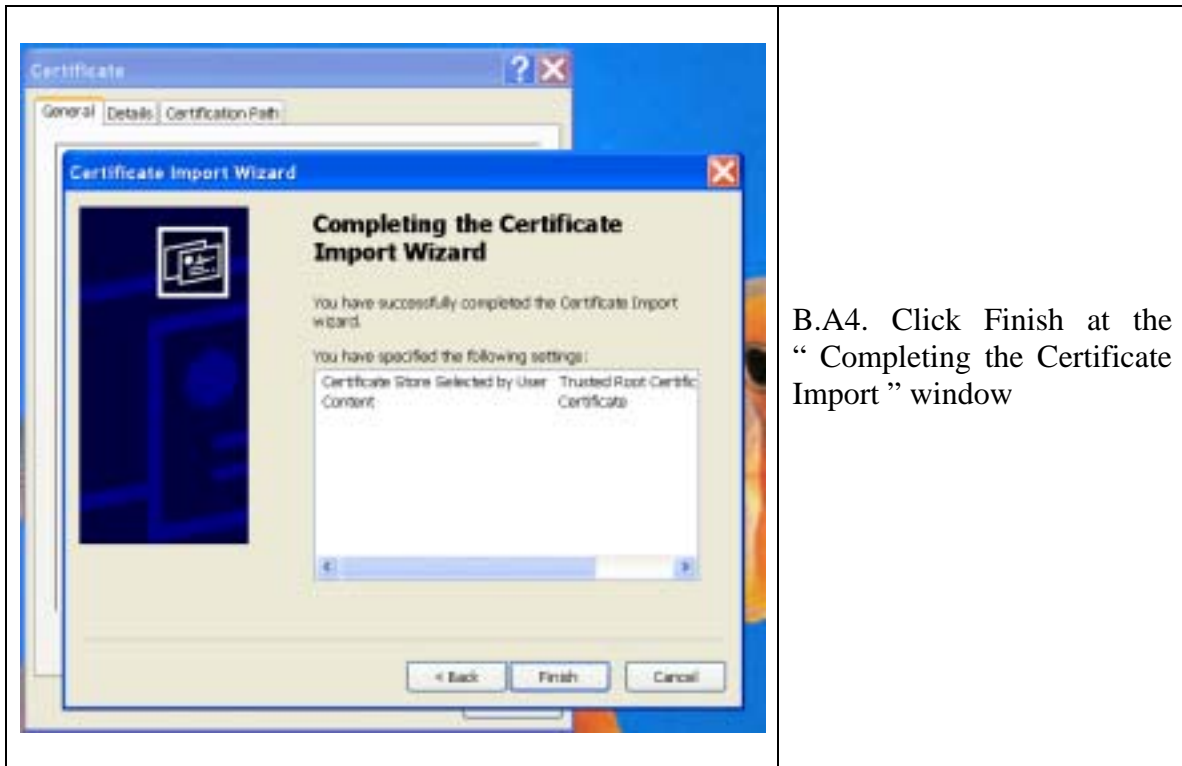 Certificate
General Details Certification Path
Certificate Import Wizard
Completing the Certificate
Import Wizard
You have successfully completed the Certificate Import
wizard.
You have specified the following settings:
Certificate Store Selected by User Trusted Root Certific
Content Certificate
< Back Finish Cancel
B.A4. Click Finish at the
“ Completing the Certificate
Import ” window